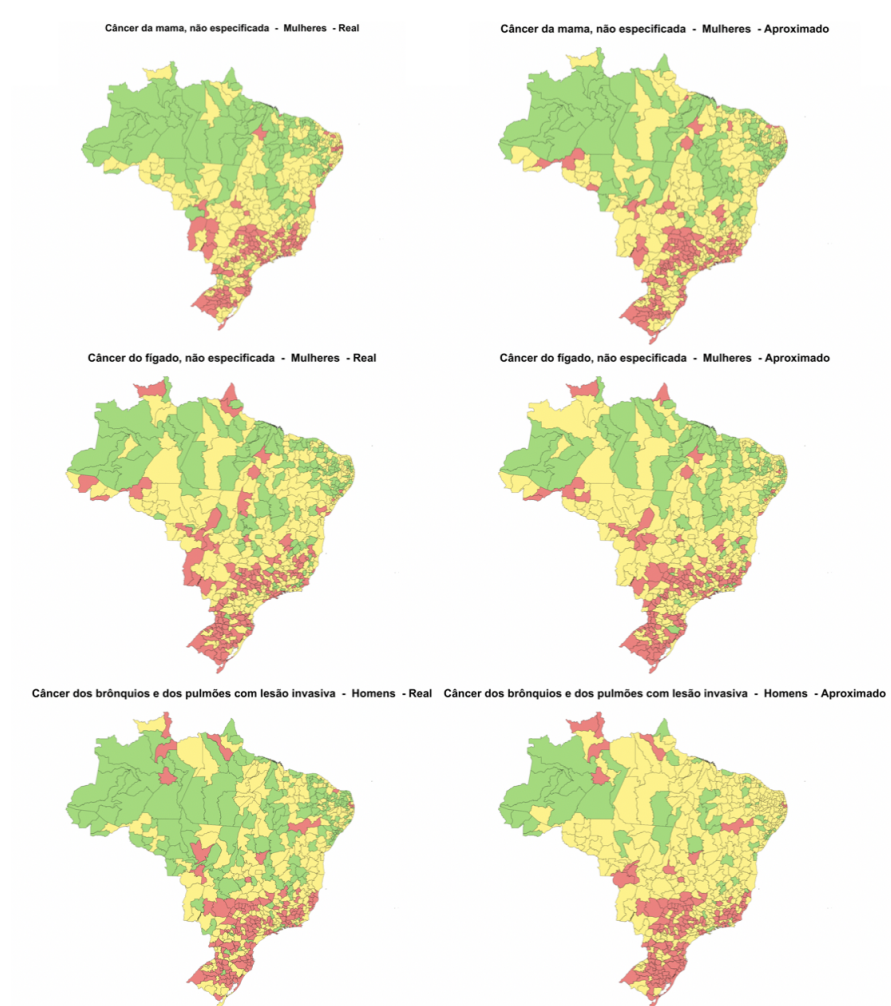 Câncer da mama, não especificada - Mulheres - Real
Câncer da mama, não especificada - Mulheres - Aproximado
Câncer do fígado, não especificada - Mulheres - Real
Câncer do fígado, não especificada - Mulheres - Aproximado
Câncer dos brônquios e dos pulmões com lesão invasiva - Homens - Real
Câncer dos brônquios e dos pulmões com lesão invasiva - Homens - Aproximado